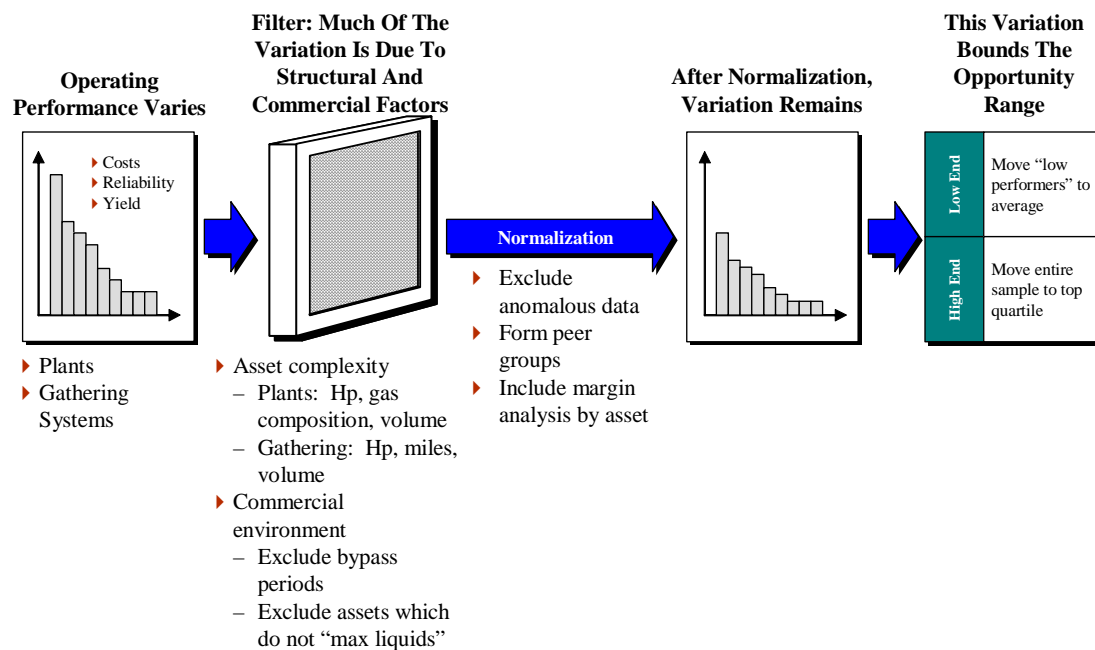 Operating
Performance Varies
Costs
Reliability
Yield
Plants
Gathering
Systems
Filter: Much Of The
Variation Is Due To
Structural And
Commercial Factors
Asset complexity
– Plants: Hp, gas
composition, volume
– Gathering: Hp, miles,
volume
Commercial
environment
– Exclude bypass
periods
– Exclude assets which
do not “max liquids”
Normalization
Exclude
anomalous data
Form peer
groups
Include margin
analysis by asset
After Normalization,
Variation Remains
This Variation
Bounds The
Opportunity
Range
Low End
Move “low
performers” to
average
High End
Move entire
sample to top
quartile